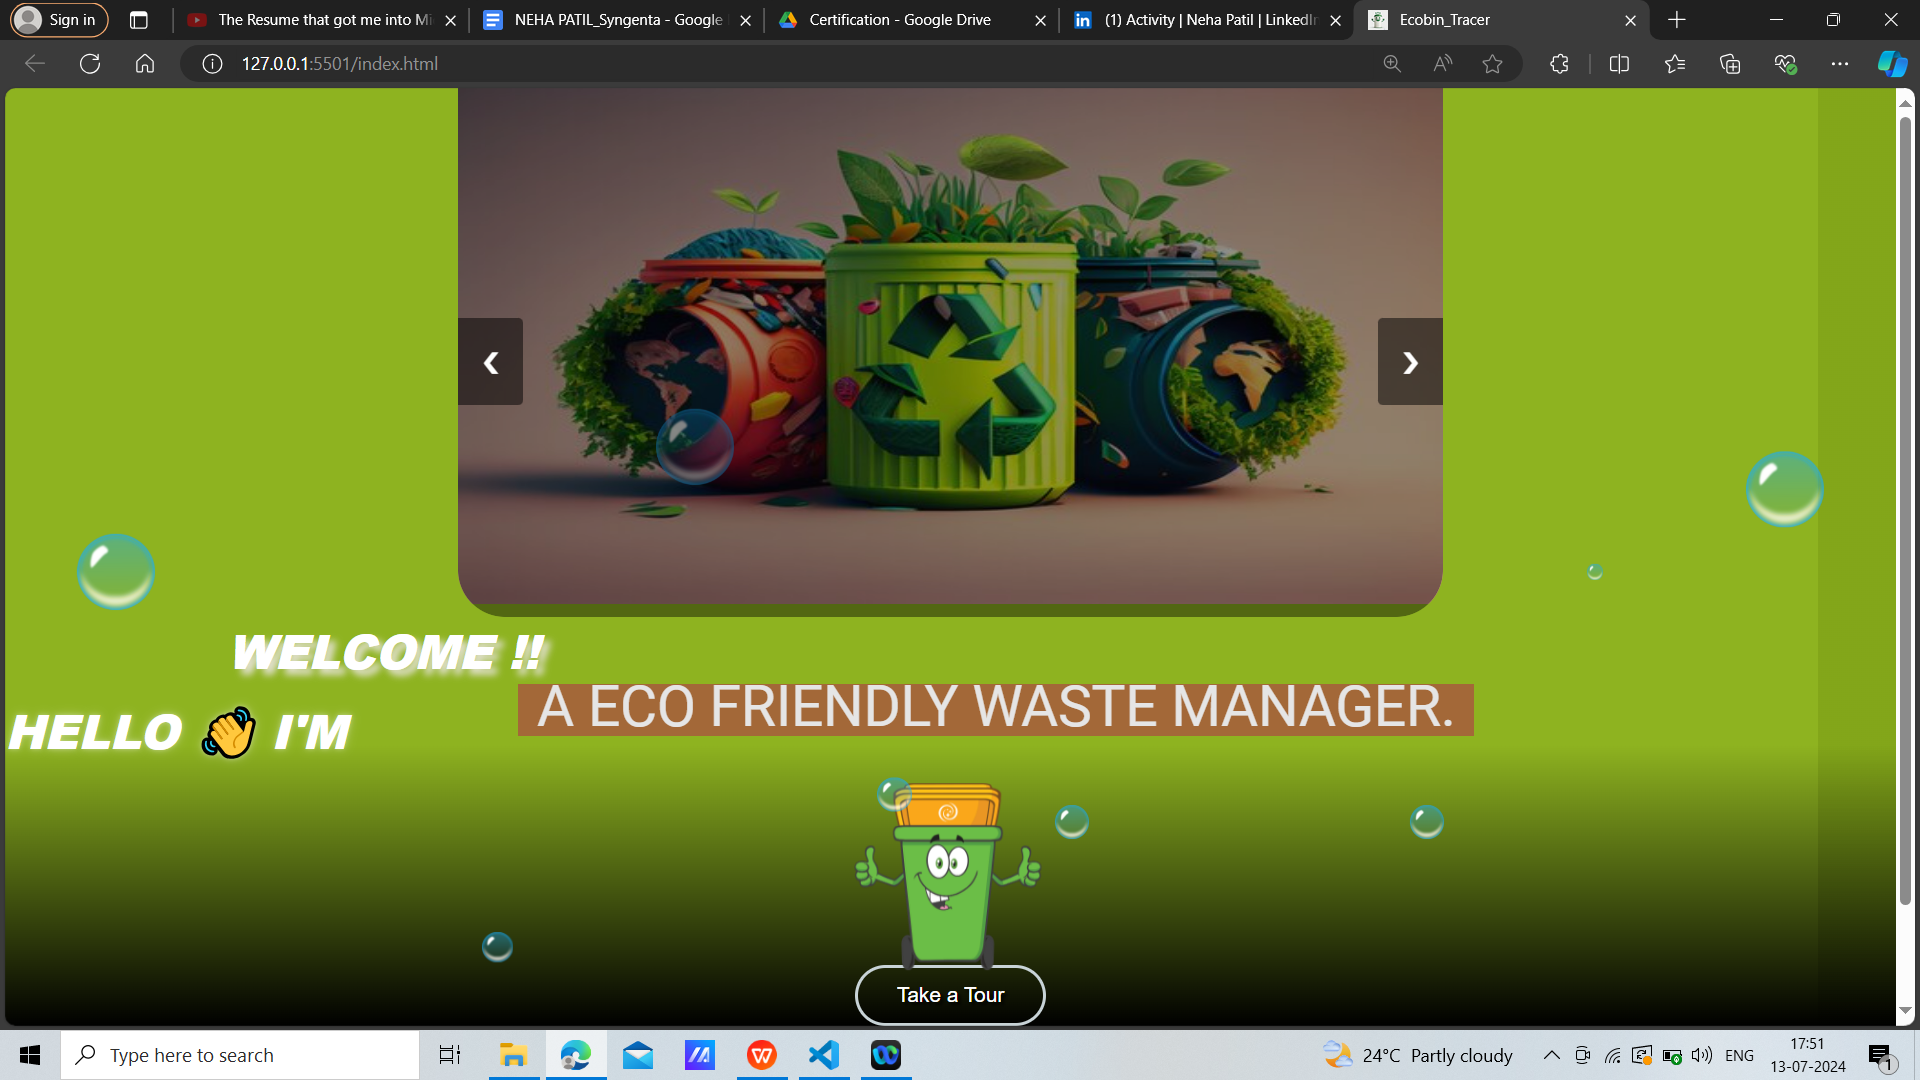 Sign in
The Resume that got me into Mi
NEHA PATIL_Syngenta - Google
Certification - Google Drive
(1) Activity | Neha Patil | LinkedIn
Ecobin_Tracer
127.0.0.1:5501/index.html
❮
❯
WELCOME !!
A ECO FRIENDLY WASTE MANAGER.
HELLO 👋 I'M
Take a Tour
Type here to search
24°C Partly cloudy
ENG
17:51
13-07-2024
1